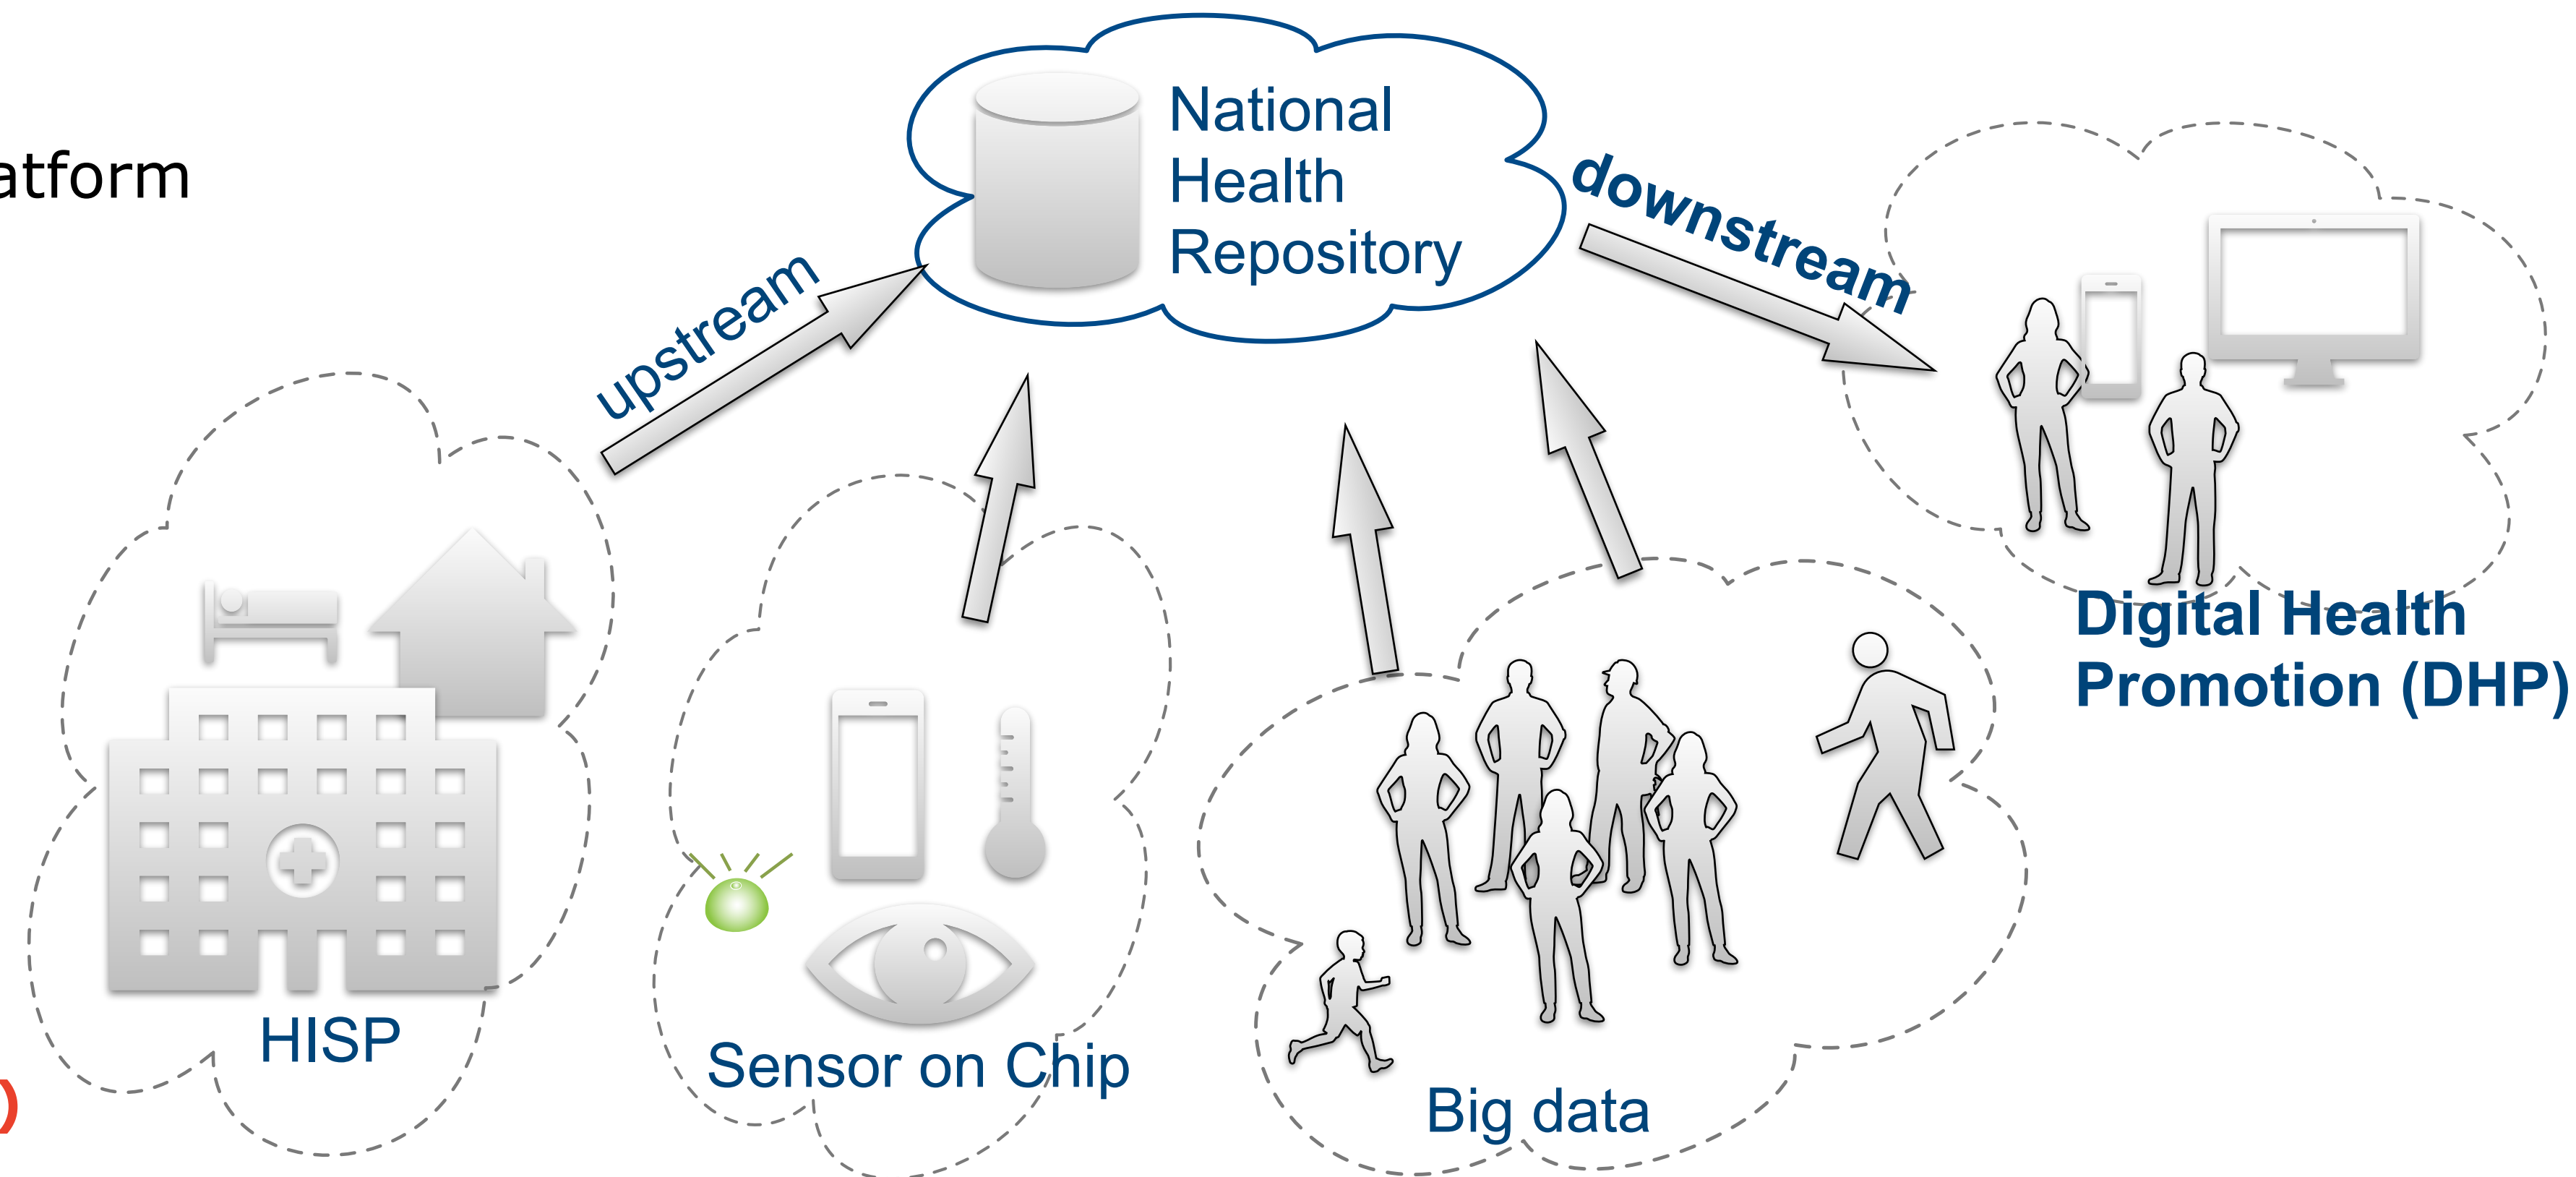 National
Health
Repository
atform
downstream
upstream
Digital Health
Promotion (DHP)
HISP
Sensor on Chip
Big data
)